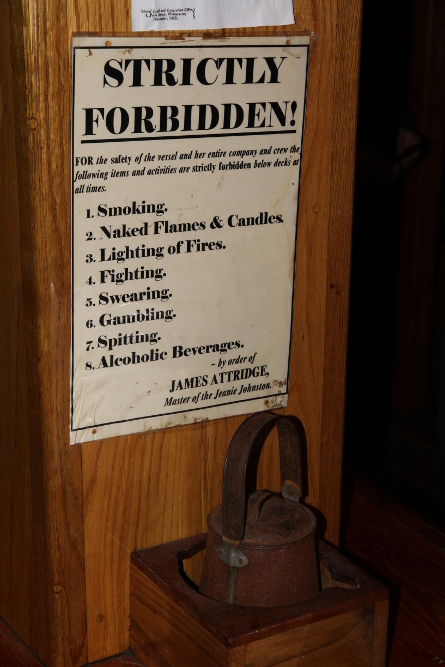 STRICTLY
FORBIDDEN!
FOR the safety of the vessel and her entire company and crew the
following items and activities are strictly forbidden below decks at
all times.
1. Smoking.
2. Naked Flames & Candles.
3. Lighting of Fires.
4. Fighting.
5. Swearing.
6. Gambling.
7. Spitting.
8. Alcoholic Beverages.
- by order of
JAMES ATTRIDGE,
Master of the Jeanie Johnston.